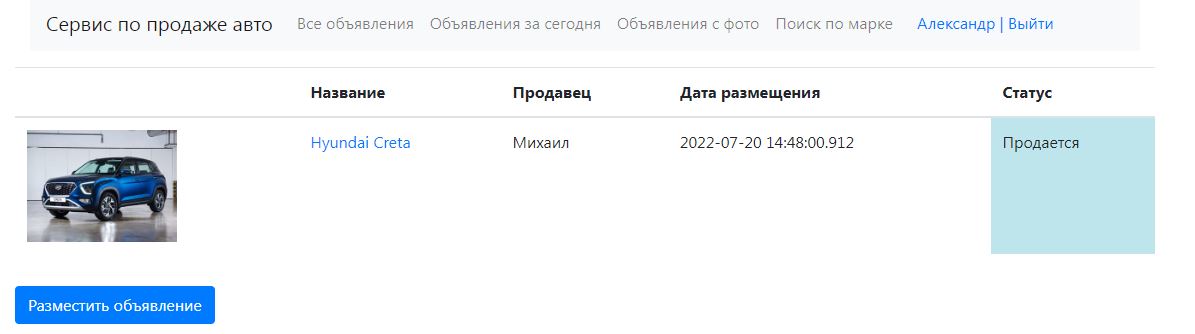 Сервис по продаже авто Все объявления Объявления за сегодня Объявления с фото Поиск по марке Александр | Выйти
Название Продавец Дата размещения Статус
Hyundai Creta Михаил 2022-07-20 14:48:00.912 Продается
Разместить объявление